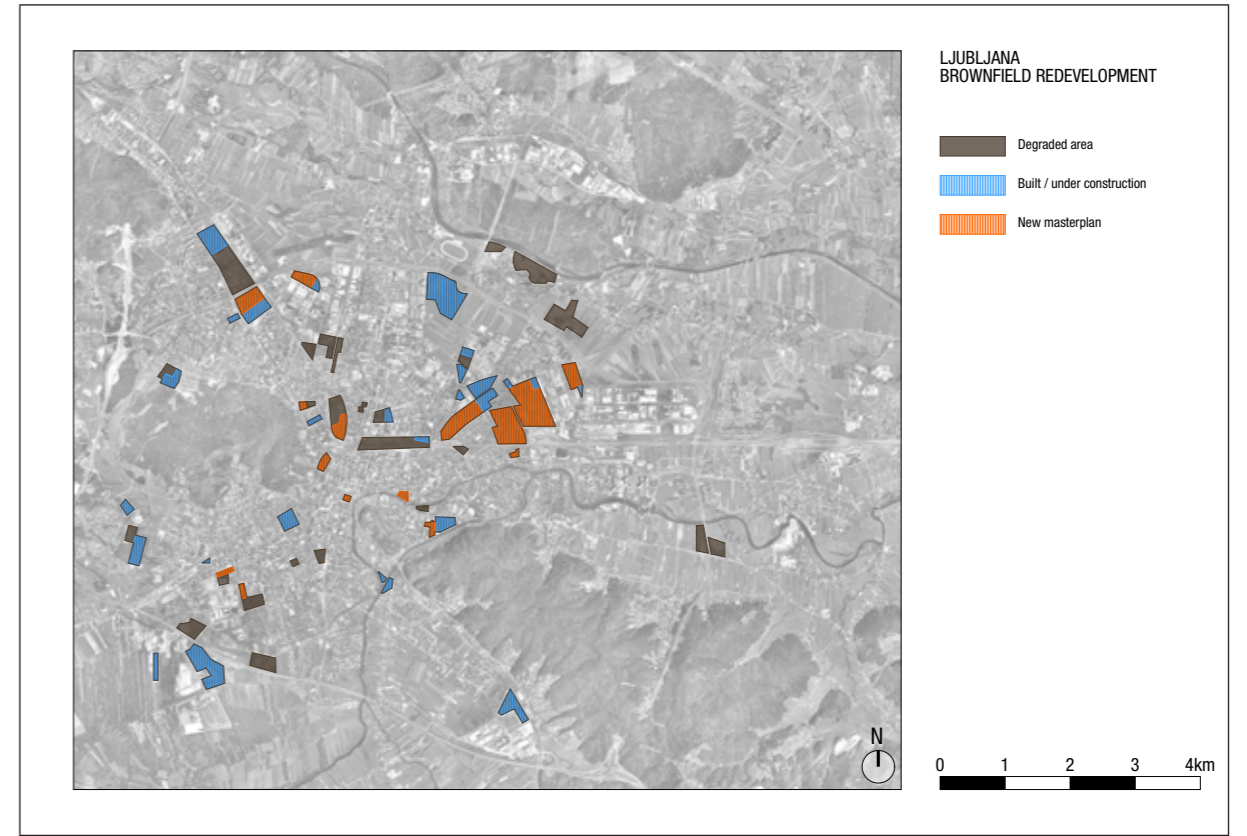 LJUBLJANA
BROWNFIELD REDEVELOPMENT
Degraded area
Built / under construction
New masterplan
N
0 1 2 3 4km